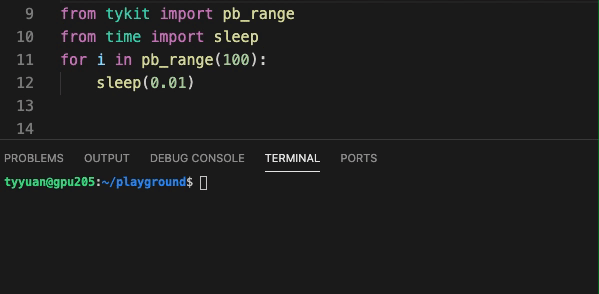 9 from tykit import pb_range
10 from time import sleep
11 for i in pb_range(100):
12     sleep(0.01)
13
14
PROBLEMS OUTPUT DEBUG CONSOLE TERMINAL PORTS
tyyuan@gpu205:~/playground$